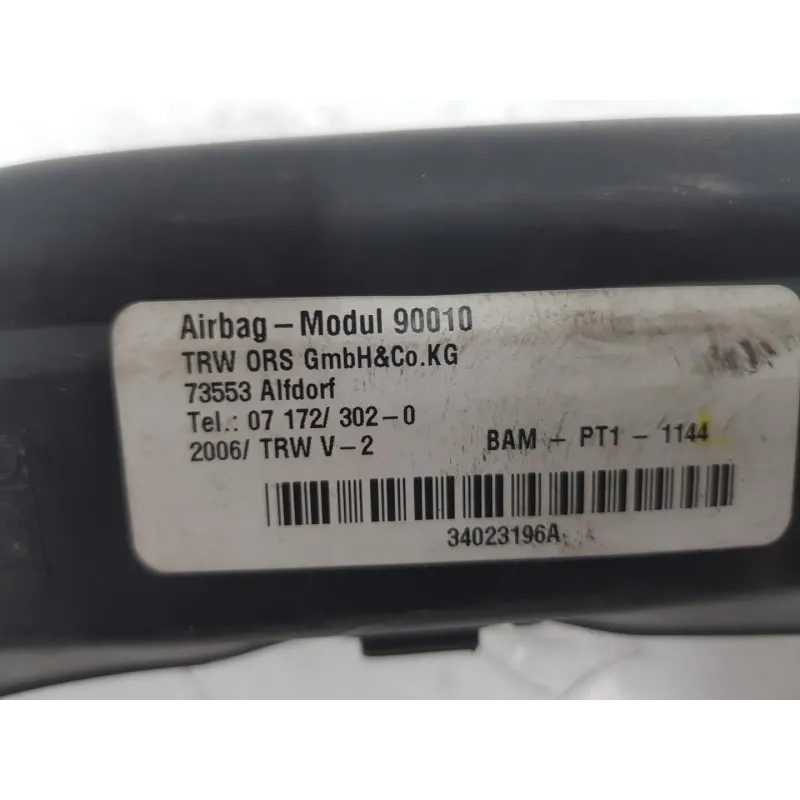 Airbag – Modul 90010
TRW ORS GmbH&Co.KG
73553 Alfdorf
Tel.: 07 172/ 302-0
2006/ TRW V-2 BAM - PT1 - 1144
34023196A